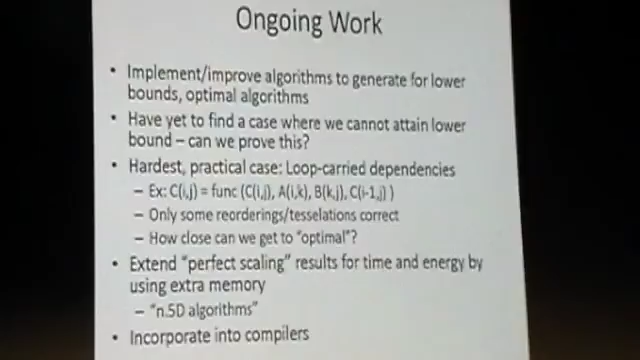 Ongoing Work
• Implement/improve algorithms to generate for lower
bounds, optimal algorithms
• Have yet to find a case where we cannot attain lower
bound – can we prove this?
• Hardest, practical case: Loop-carried dependencies
– Ex: C(i,j) = func (C(i,j), A(i,k), B(k,j), C(i-1,j) )
– Only some reorderings/tesselations correct
– How close can we get to "optimal"?
• Extend "perfect scaling" results for time and energy by
using extra memory
– "n.5D algorithms"
• Incorporate into compilers